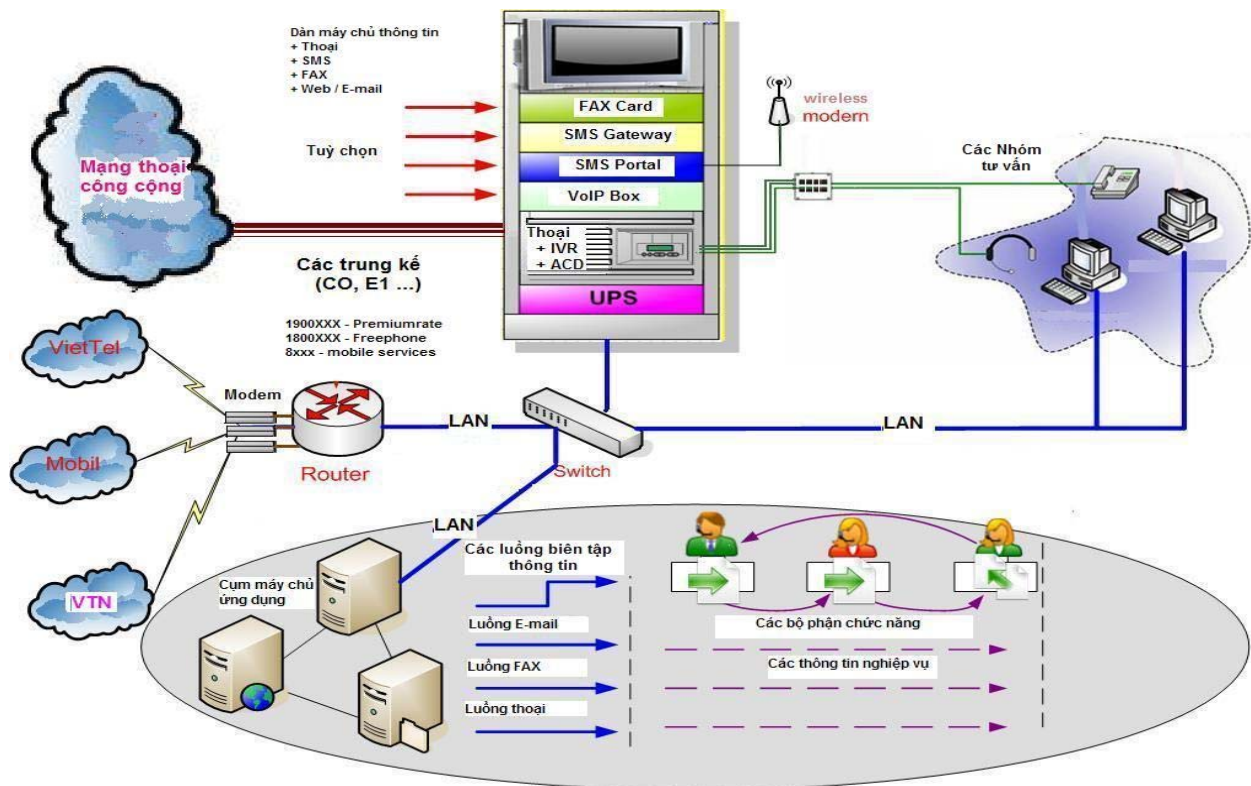 Dàn máy chủ thông tin
+ Thoại
+ SMS
+ FAX
+ Web / E-mail
Tuỳ chọn
FAX Card
SMS Gateway
SMS Portal
VoIP Box
Thoại
+ IVR
+ ACD
UPS
wireless
modern
Các Nhóm
tư vấn
Mạng thoại
công cộng
Các trung kế
(CO, E1 ...)
1900XXX - Premiumrate
1800XXX - Freephone
8xxx - mobile services
VietTel
Mobil
VTN
Modem
Router
LAN
Switch
LAN
LAN
Cụm máy chủ
ứng dụng
Các luồng biên tập
thông tin
Luồng E-mail
Luồng FAX
Luồng thoại
Các bộ phận chức năng
Các thông tin nghiệp vụ